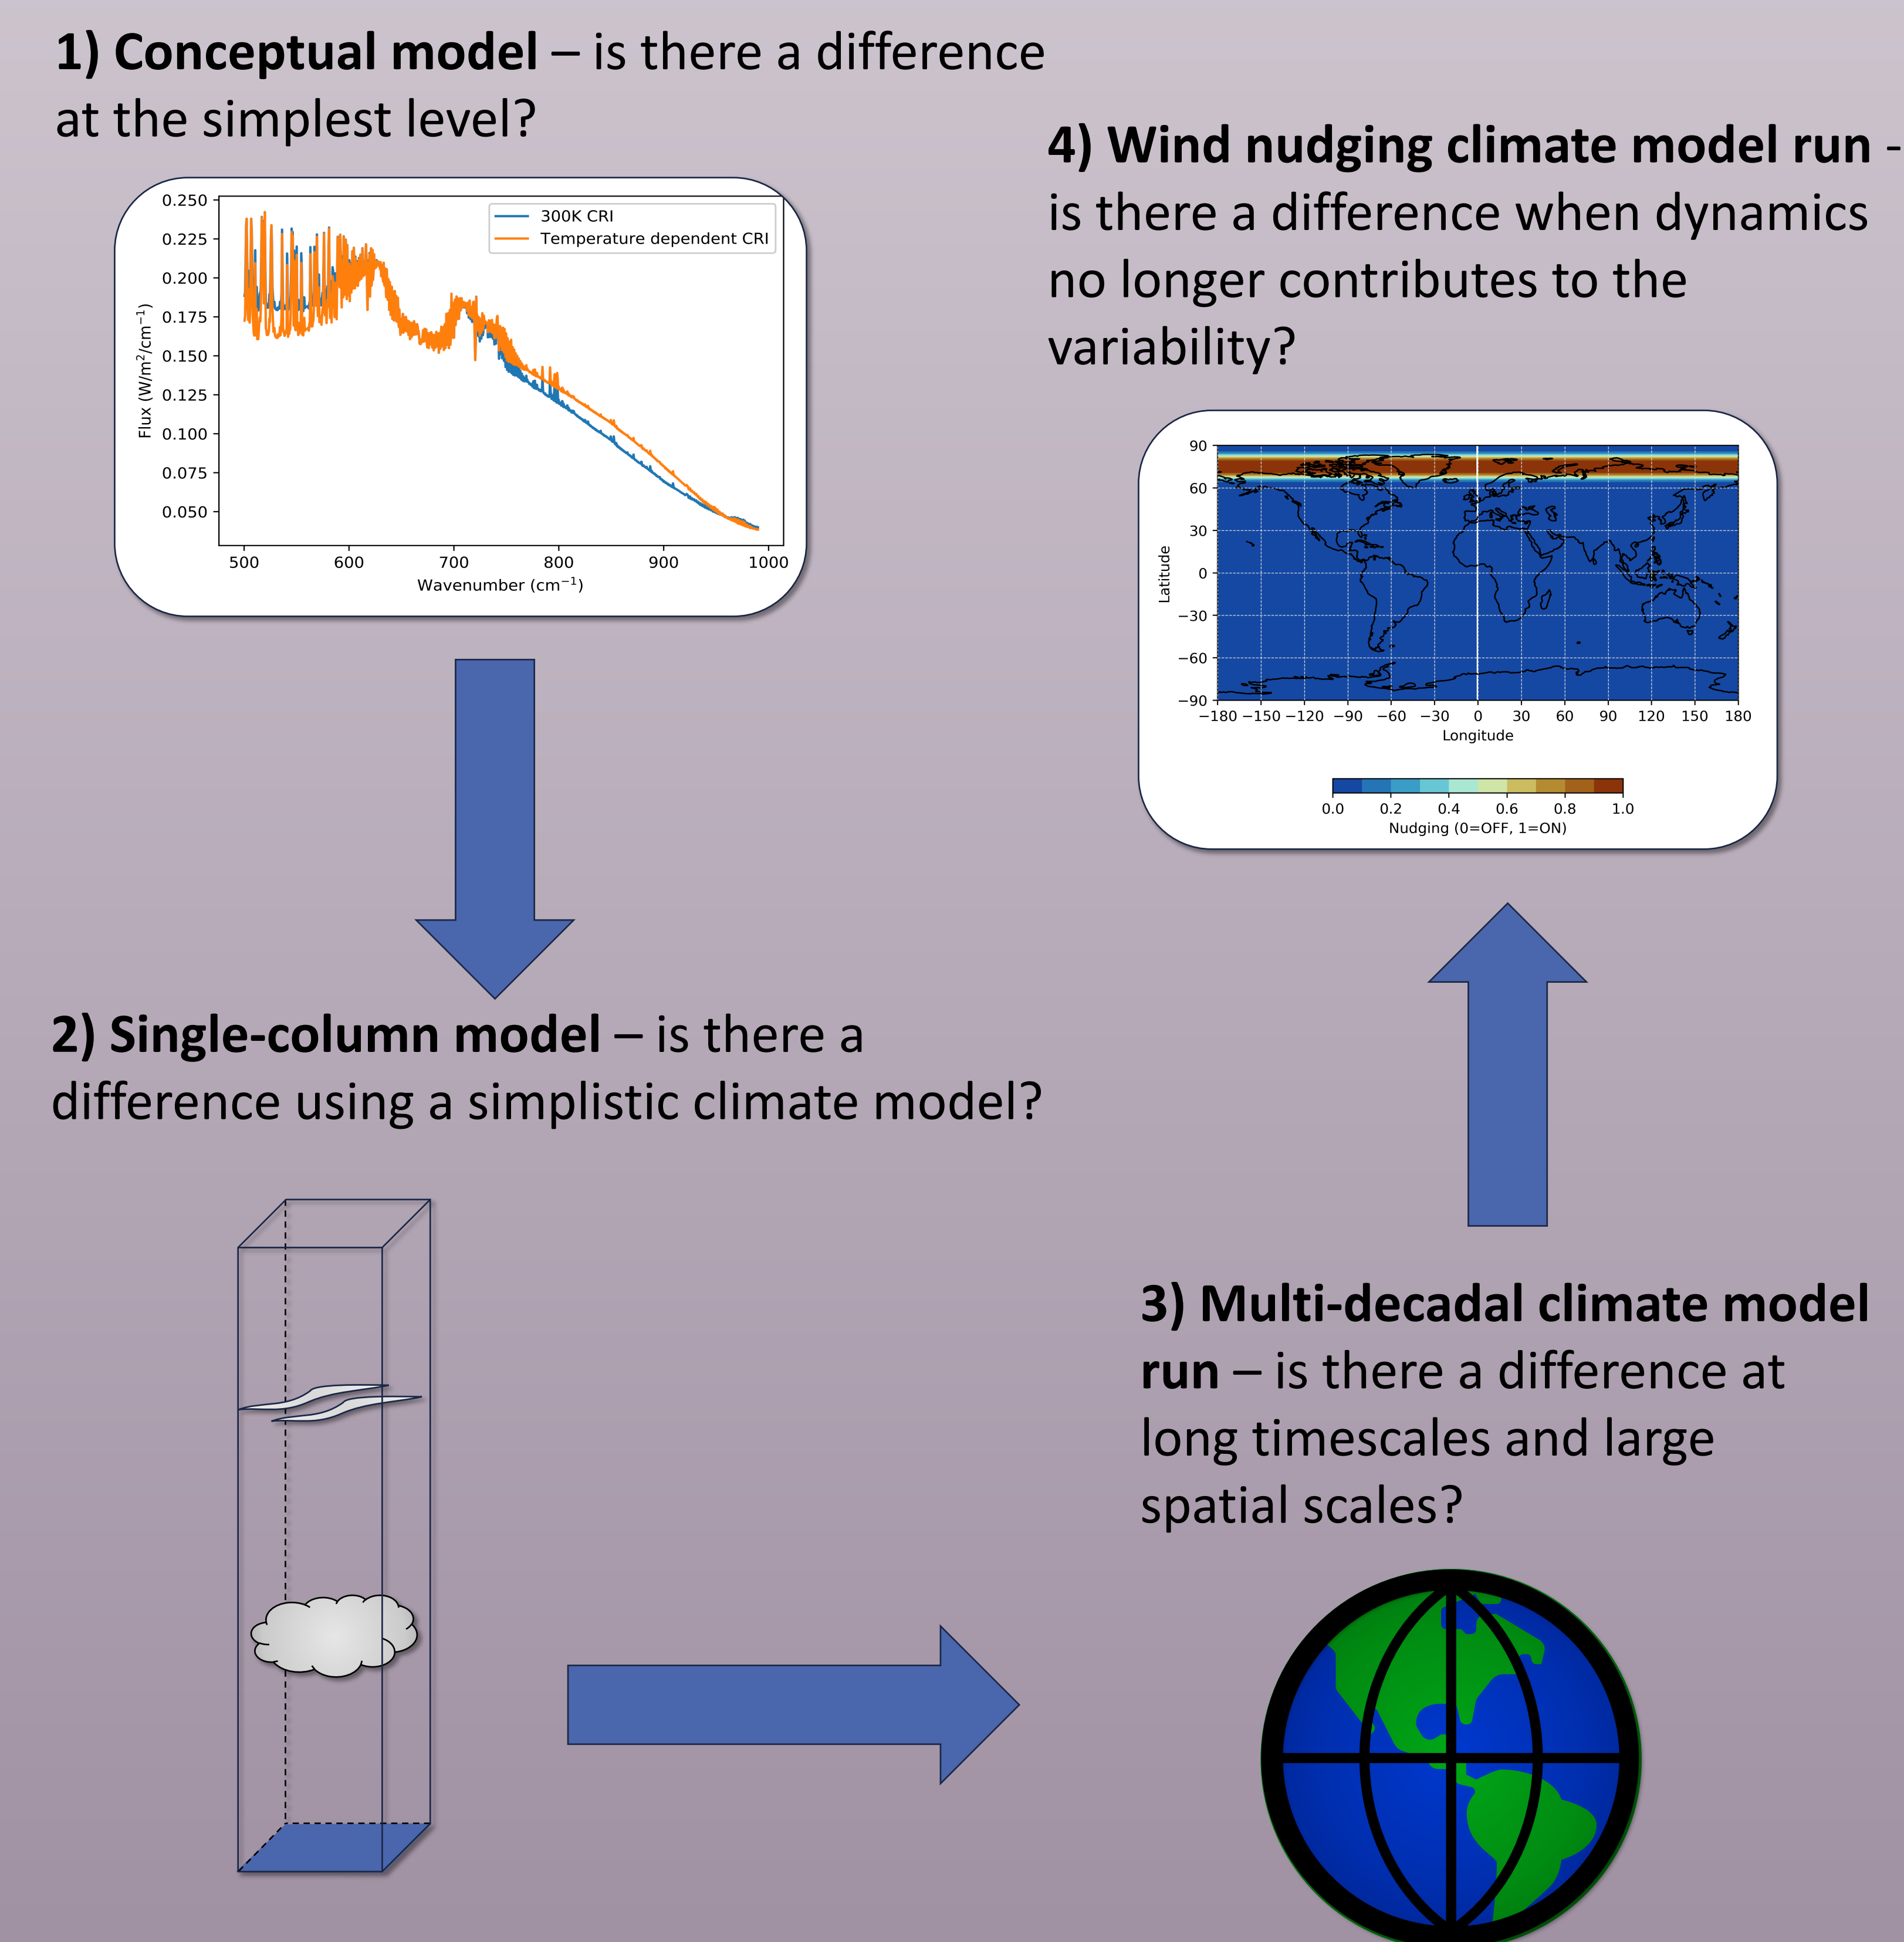 1) Conceptual model – is there a difference
at the simplest level?
0.250
0.225
0.200
0.175
0.150
0.125
0.100
0.075
0.050
Flux (W/m²/cm⁻¹)
300K CRI
Temperature dependent CRI
500 600 700 800 900 1000
Wavenumber (cm⁻¹)
2) Single-column model – is there a
difference using a simplistic climate model?
3) Multi-decadal climate model
run – is there a difference at
long timescales and large
spatial scales?
4) Wind nudging climate model run -
is there a difference when dynamics
no longer contributes to the
variability?
90
60
30
0
−30
−60
−90
Latitude
−180 −150 −120 −90 −60 −30 0 30 60 90 120 150 180
Longitude
0.0 0.2 0.4 0.6 0.8 1.0
Nudging (0=OFF, 1=ON)